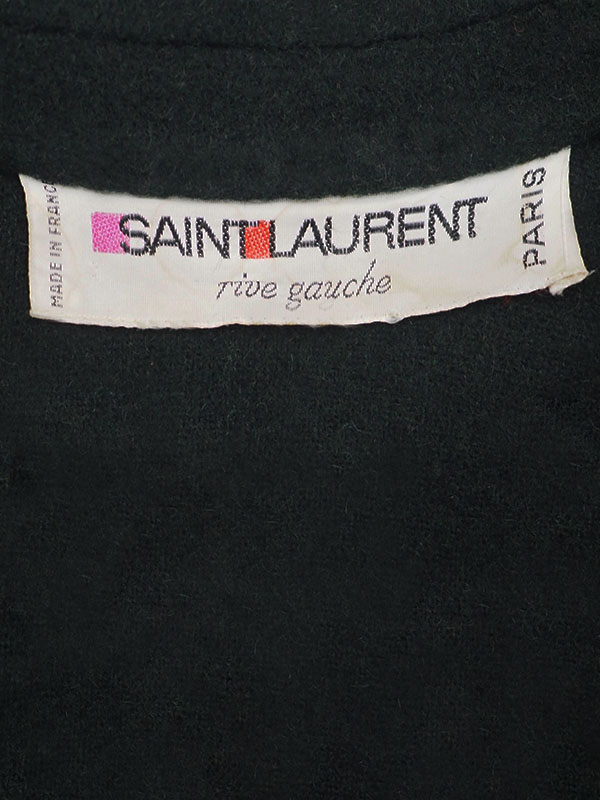 MADE IN FRANCE
SAINT LAURENT
rive gauche
PARIS